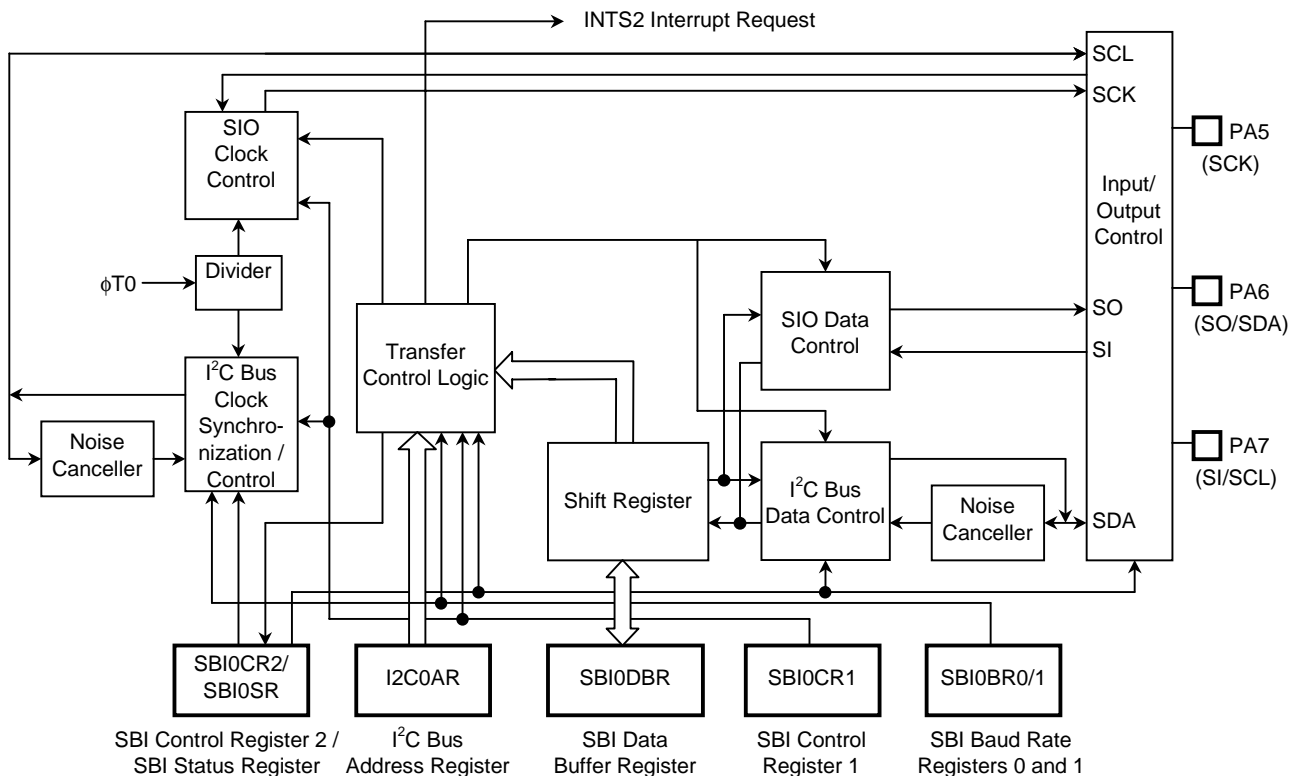 INTS2 Interrupt Request
SCL
SCK
SIO
Clock
Control
PA5
(SCK)
Input/
Output
Control
Divider
ϕT0
SIO Data
Control
SO
SI
PA6
(SO/SDA)
Transfer
Control Logic
I²C Bus
Clock
Synchro-
nization /
Control
Noise
Canceller
PA7
(SI/SCL)
Shift Register
I²C Bus
Data Control
Noise
Canceller
SDA
SBI0CR2/
SBI0SR
I2C0AR
SBI0DBR
SBI0CR1
SBI0BR0/1
SBI Control Register 2 /
SBI Status Register
I²C Bus
Address Register
SBI Data
Buffer Register
SBI Control
Register 1
SBI Baud Rate
Registers 0 and 1